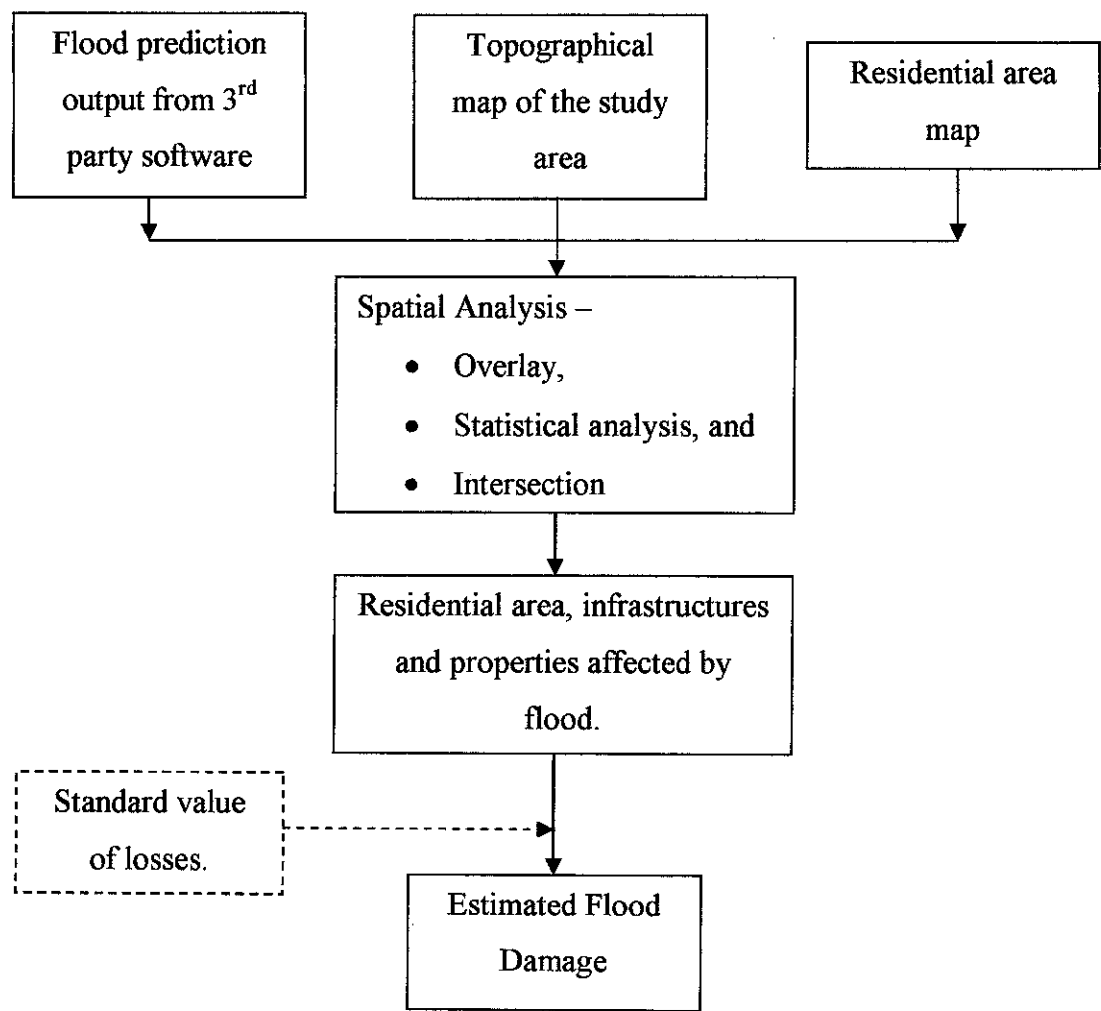 Flood prediction
output from 3rd
party software
Topographical
map of the study
area
Residential area
map
Spatial Analysis –
• Overlay,
• Statistical analysis, and
• Intersection
Residential area, infrastructures
and properties affected by
flood.
Standard value
of losses.
Estimated Flood
Damage